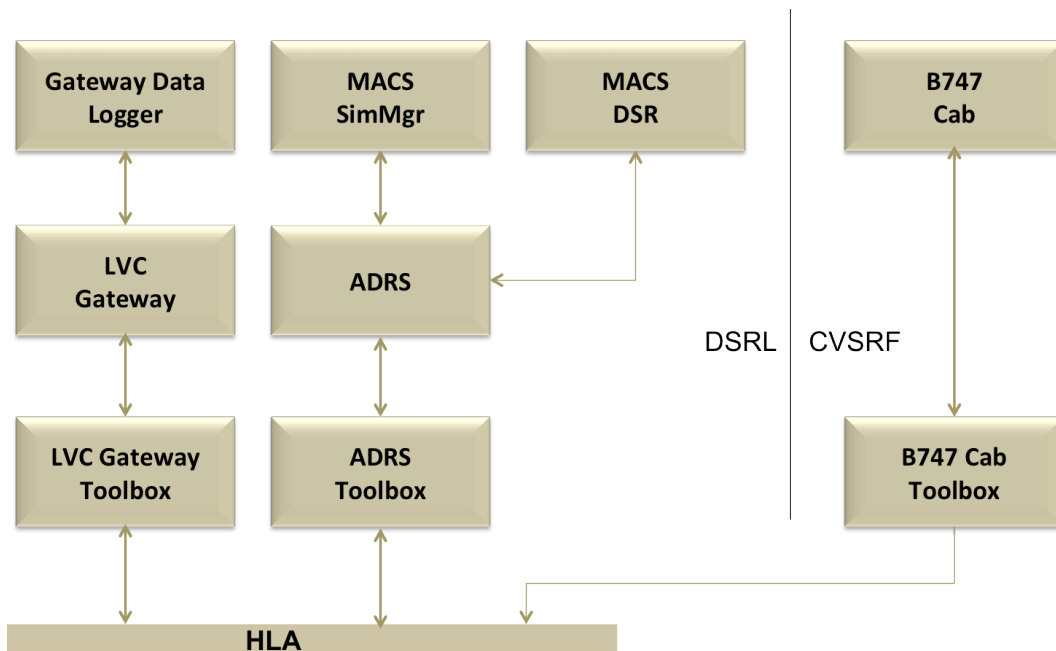 Gateway Data
Logger
MACS
SimMgr
MACS
DSR
B747
Cab
LVC
Gateway
ADRS
DSRL
CVSRF
LVC Gateway
Toolbox
ADRS
Toolbox
B747 Cab
Toolbox
HLA